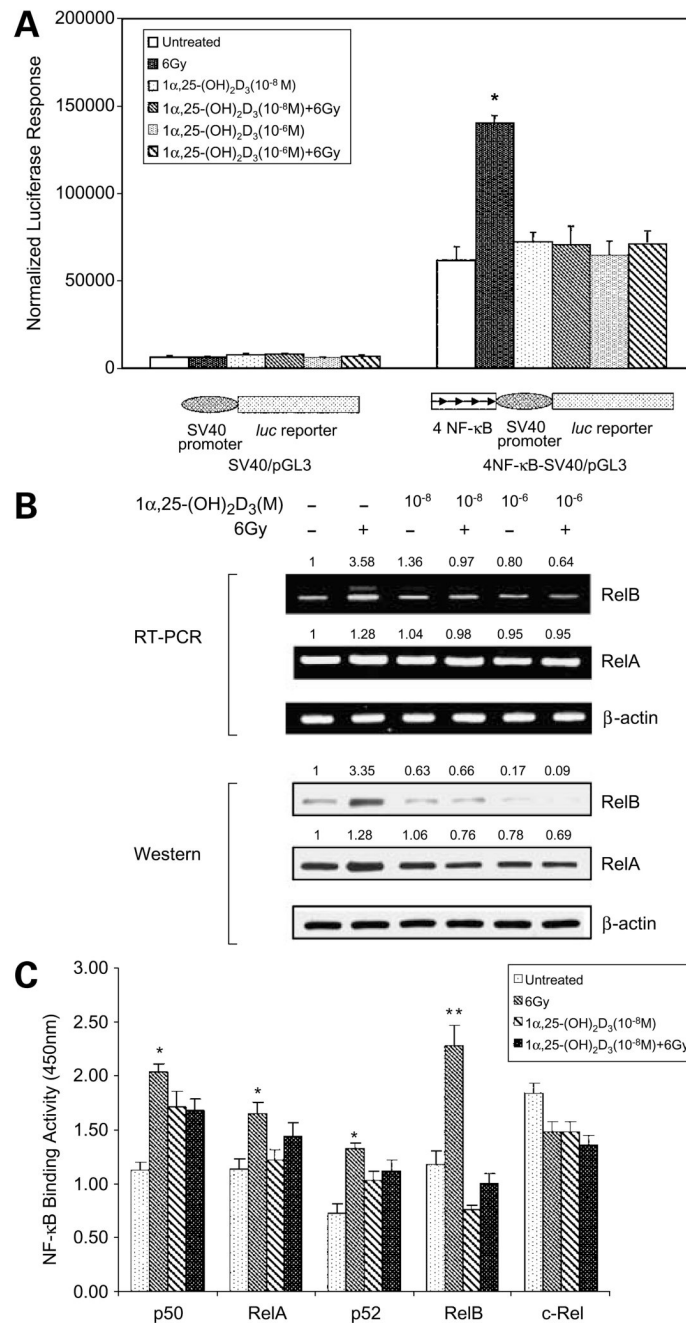 A
Normalized Luciferase Response
200000
150000
100000
50000
0
Untreated
6Gy
1α,25-(OH)₂D₃(10⁻⁸ M)
1α,25-(OH)₂D₃(10⁻⁸M)+6Gy
1α,25-(OH)₂D₃(10⁻⁶M)
1α,25-(OH)₂D₃(10⁻⁶M)+6Gy
*
SV40 promoter luc reporter
SV40/pGL3
4 NF-κB SV40 promoter luc reporter
4NF-κB-SV40/pGL3
B
1α,25-(OH)₂D₃(M) – – 10⁻⁸ 10⁻⁸ 10⁻⁶ 10⁻⁶
6Gy – + – + – +
RT-PCR
1 3.58 1.36 0.97 0.80 0.64
RelB
1 1.28 1.04 0.98 0.95 0.95
RelA
β-actin
Western
1 3.35 0.63 0.66 0.17 0.09
RelB
1 1.28 1.06 0.76 0.78 0.69
RelA
β-actin
C
NF-κB Binding Activity (450nm)
3.00
2.50
2.00
1.50
1.00
0.50
0.00
Untreated
6Gy
1α,25-(OH)₂D₃(10⁻⁸M)
1α,25-(OH)₂D₃(10⁻⁸M)+6Gy
* * * **
p50 RelA p52 RelB c-Rel